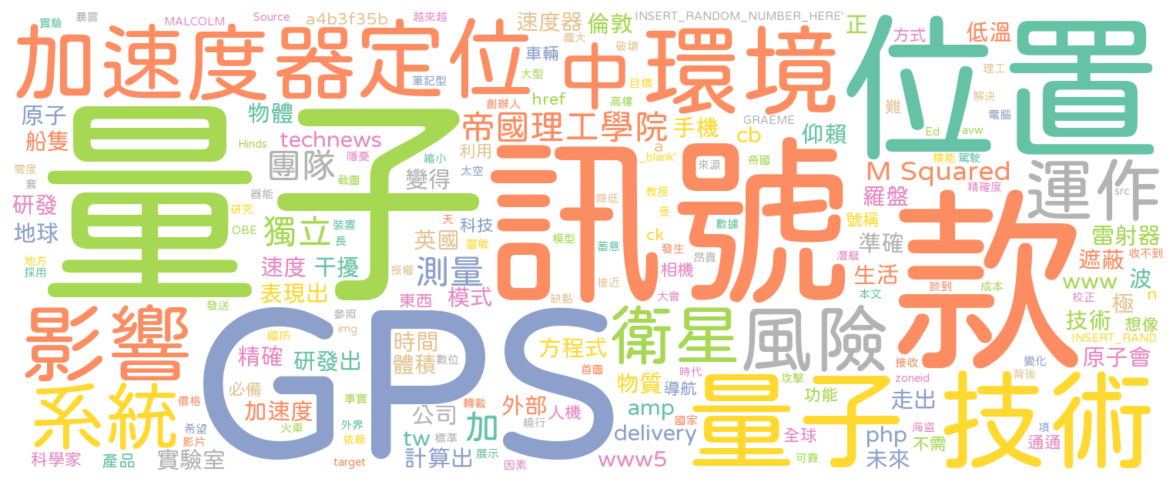 實驗 暴露 MALCOLM Source a4b3f35b 越來越 速度器 倫敦 INSERT_RANDOM_NUMBER_HERE' 正 方式 低溫
加速度器 定位 中 環境 位置
車輛 龐大 破壞 目標 理工
筆記型 大型 創辦人 高樓 難 解決
原子 物體 href GRAEME 電腦
量子 帝國理工學院 手機 cb 仰賴
船隻 technews 利用 a Ed avw
Hinds 隱憂 縮小 _blank' 帝國 核能 駕駛
團隊 變得 太空 訊號 來源 M Squared 運作
零度 套 截圖 教授 精確度
研發 器能 降低 羅盤 src
研究 天 科技 受 款
地球 OBE 獨立 裝置 長 英國 靈敏 數據 號稱 雷射器
地方 採用 模型 蓄意 ck 發生 準確 收不到
速度 干擾 授權 測量 接近 昂貴 相機 潛艇 遮蔽 波
表現出 東西 模式 缺點 大會 生活 本文 談到 成本 www 極 n
影響 發送 參照 衛星 風險 校正 技術 想像
國防 img GPS 時間 方程式 INSERT_RAND
精確 研發出 體積 數位 首圖 時代 接收 變化 原子會
必備 物質 導航 攻擊 zoneid 背後
系統 價格 加速度 事實 公司 轉載 外部 amp 量子 功能 走出 技術
希望 影片 火車 外界 標準 加 繞行 人機 國家 海盜 項
科學家 產品 依賴 tw 展示 delivery 全球 php 不需 通通
實驗室 target 計算出 因素 www5 可靠 未來